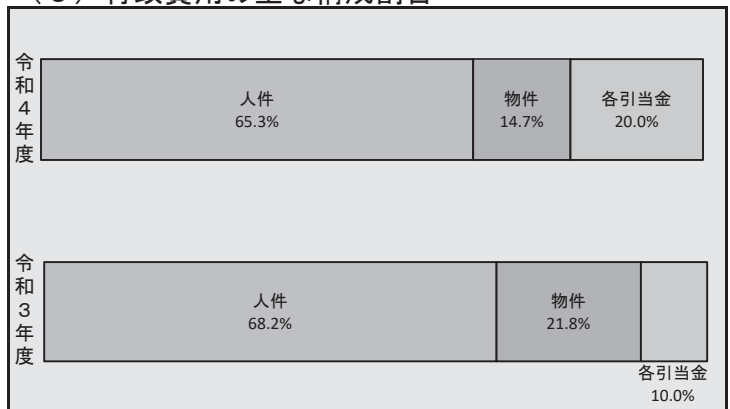 令和4年度
人件
65.3%
物件
14.7%
各引当金
20.0%
令和3年度
人件
68.2%
物件
21.8%
各引当金
10.0%